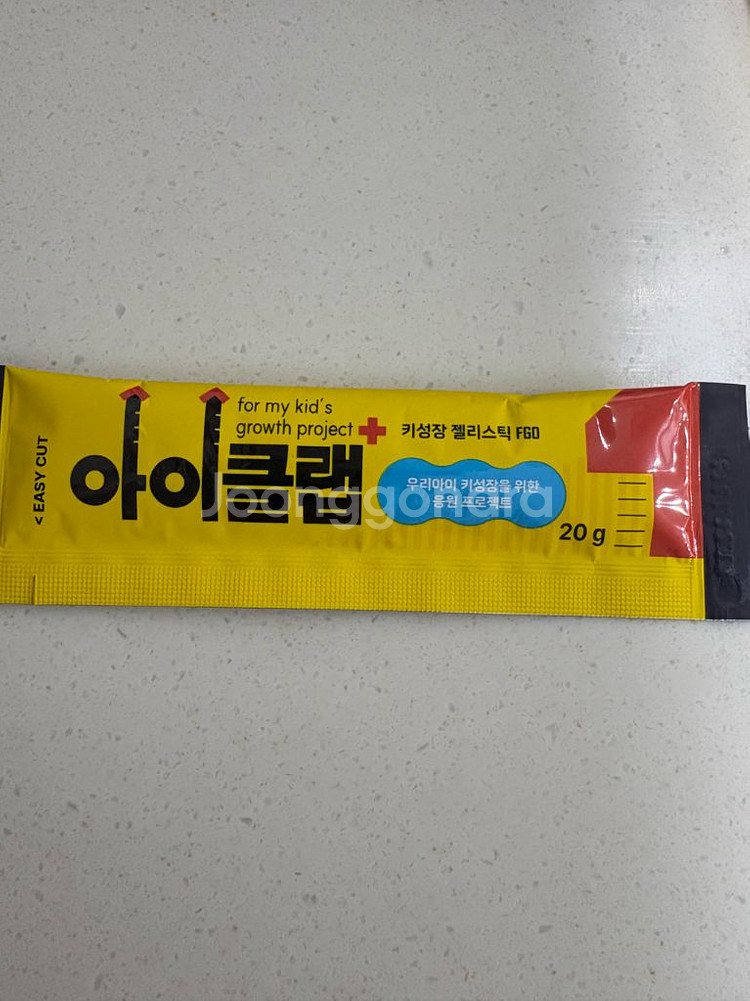 < EASY CUT
for my kid's
growth project
아이클랩
키성장 젤리스틱 FGO
우리아이 키성장을 위한
응원 프로젝트
20 g
Joonggonara